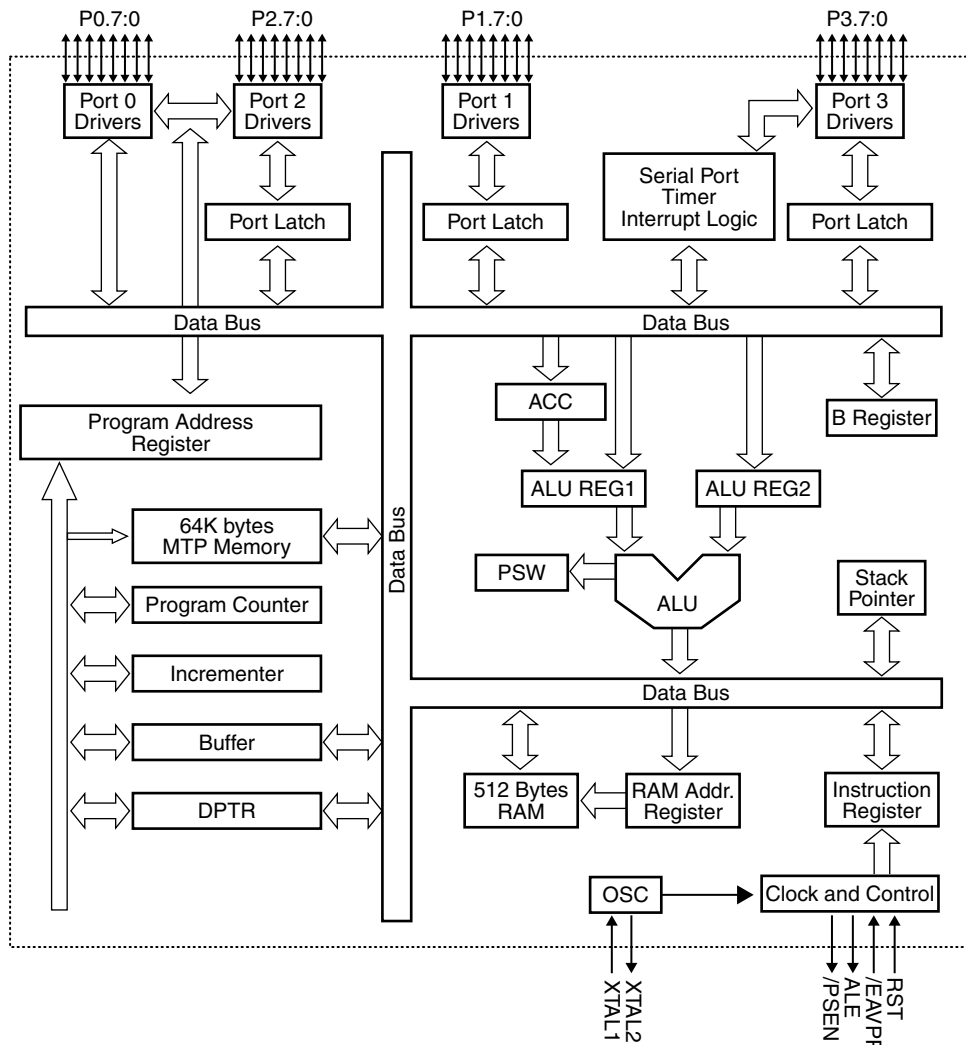 P0.7:0
P2.7:0
P1.7:0
P3.7:0
Port 0
Drivers
Port 2
Drivers
Port 1
Drivers
Port 3
Drivers
Serial Port
Timer
Interrupt Logic
Port Latch
Port Latch
Port Latch
Data Bus
Data Bus
ACC
B Register
Program Address
Register
ALU REG1
ALU REG2
64K bytes
MTP Memory
Data Bus
PSW
ALU
Stack
Pointer
Program Counter
Incrementer
Data Bus
Buffer
DPTR
512 Bytes
RAM
RAM Addr.
Register
Instruction
Register
OSC
Clock and Control
XTAL1
XTAL2
/PSEN
ALE
RST